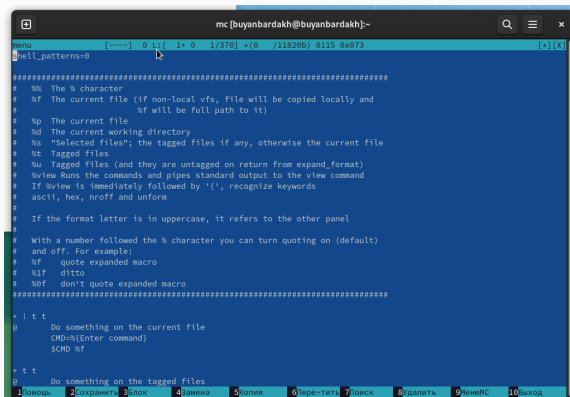 mc [buyanbardakh@buyanbardakh]:~
menu [----] 0 L:[ 1+ 0 1/370] *(0 /11820b) 0115 0x073 [*][X]
shell_patterns=0
################################################################################
# %% The % character
# %f The current file (if non-local vfs, file will be copied locally and
# %f will be full path to it)
# %p The current file
# %d The current working directory
# %s "Selected files"; the tagged files if any, otherwise the current file
# %t Tagged files
# %u Tagged files (and they are untagged on return from expand_format)
# %view Runs the commands and pipes standard output to the view command
# If %view is immediately followed by '{', recognize keywords
# ascii, hex, nroff and unform
#
# If the format letter is in uppercase, it refers to the other panel
#
# With a number followed the % character you can turn quoting on (default)
# and off. For example:
# %f quote expanded macro
# %1f ditto
# %0f don't quote expanded macro
################################################################################
+ ! t t
@ Do something on the current file
CMD=%{Enter command}
$CMD %f
+ t t
@ Do something on the tagged files
1Помощь 2Сохранить 3Блок 4Замена 5Копия 6Пере~тить 7Поиск 8Удалить 9МенюMC 10Выход